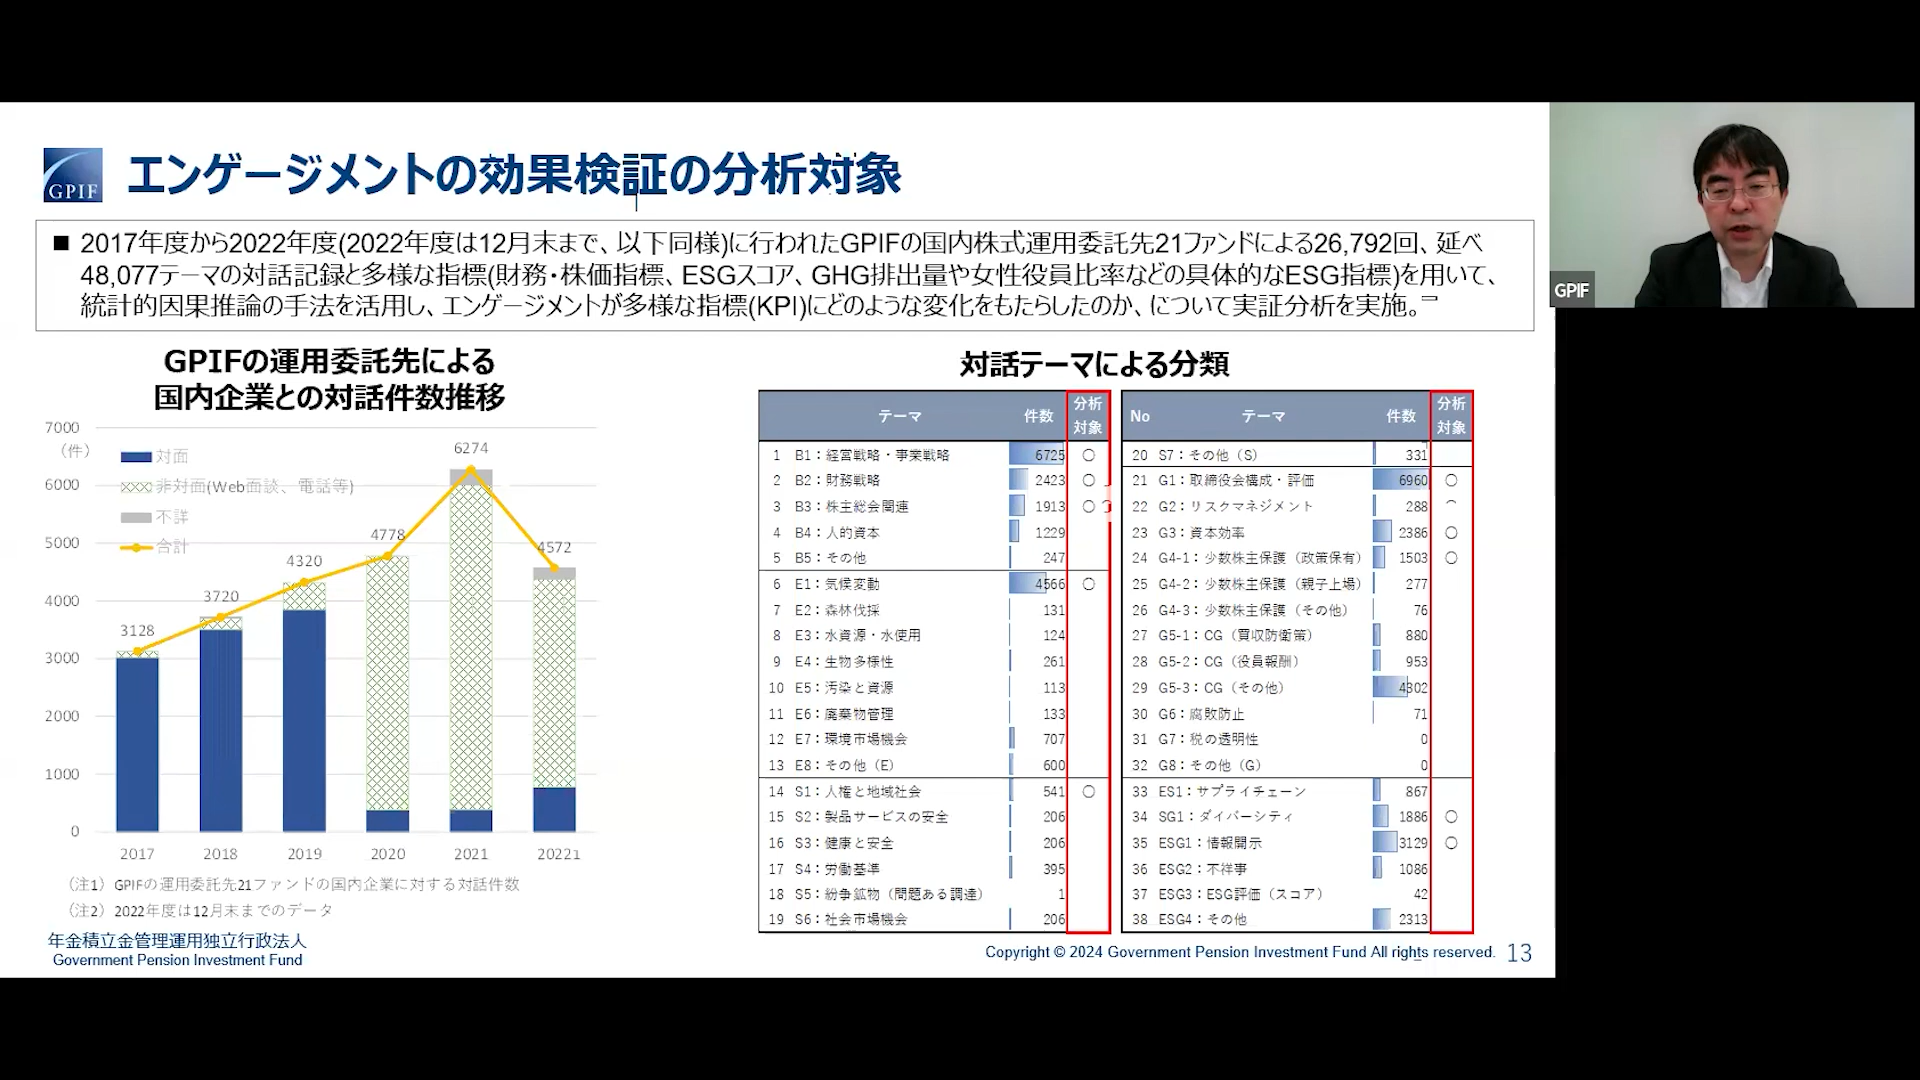 GPIF
エンゲージメントの効果検証の分析対象
■ 2017年度から2022年度(2022年度は12月末まで、以下同様)に行われたGPIFの国内株式運用委託先21ファンドによる26,792回、延べ
48,077テーマの対話記録と多様な指標(財務・株価指標、ESGスコア、GHG排出量や女性役員比率などの具体的なESG指標)を用いて、
統計的因果推論の手法を活用し、エンゲージメントが多様な指標(KPI)にどのような変化をもたらしたのか、について実証分析を実施。
GPIF
GPIFの運用委託先による
国内企業との対話件数推移
7000
（件）
6000
5000
4000
3000
2000
1000
0
対面
非対面(Web面談、電話等)
不詳
合計
3128
3720
4320
4778
6274
4572
2017 2018 2019 2020 2021 20221
（注1）GPIFの運用委託先21ファンドの国内企業に対する対話件数
（注2）2022年度は12月末までのデータ
対話テーマによる分類
テーマ 件数 分析対象
1 B1：経営戦略・事業戦略 6725 〇
2 B2：財務戦略 2423 〇
3 B3：株主総会関連 1913 〇
4 B4：人的資本 1229
5 B5：その他 247
6 E1：気候変動 4566 〇
7 E2：森林伐採 131
8 E3：水資源・水使用 124
9 E4：生物多様性 261
10 E5：汚染と資源 113
11 E6：廃棄物管理 133
12 E7：環境市場機会 707
13 E8：その他（E） 600
14 S1：人権と地域社会 541 〇
15 S2：製品サービスの安全 206
16 S3：健康と安全 206
17 S4：労働基準 395
18 S5：紛争鉱物（問題ある調達） 1
19 S6：社会市場機会 206
No テーマ 件数 分析対象
20 S7：その他（S） 331
21 G1：取締役会構成・評価 6960 〇
22 G2：リスクマネジメント 288
23 G3：資本効率 2386 〇
24 G4-1：少数株主保護（政策保有） 1503 〇
25 G4-2：少数株主保護（親子上場） 277
26 G4-3：少数株主保護（その他） 76
27 G5-1：CG（買収防衛策） 880
28 G5-2：CG（役員報酬） 953
29 G5-3：CG（その他） 4302
30 G6：腐敗防止 71
31 G7：税の透明性 0
32 G8：その他（G） 0
33 ES1：サプライチェーン 867
34 SG1：ダイバーシティ 1886 〇
35 ESG1：情報開示 3129 〇
36 ESG2：不祥事 1086
37 ESG3：ESG評価（スコア） 42
38 ESG4：その他 2313
年金積立金管理運用独立行政法人
Government Pension Investment Fund
Copyright © 2024 Government Pension Investment Fund All rights reserved. 13